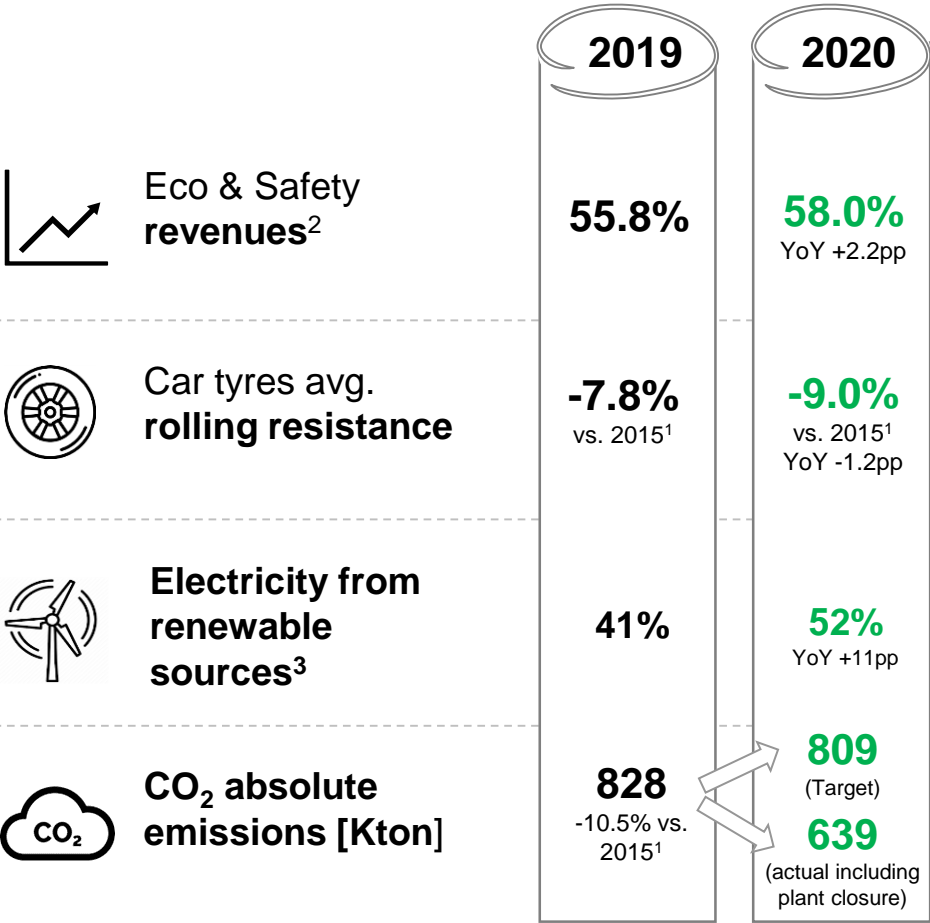 2019
2020
Eco & Safety
revenues²
55.8%
58.0%
YoY +2.2pp
Car tyres avg.
rolling resistance
-7.8%
vs. 2015¹
-9.0%
vs. 2015¹
YoY -1.2pp
Electricity from
renewable
sources³
41%
52%
YoY +11pp
CO₂
CO₂ absolute
emissions [Kton]
828
-10.5% vs.
2015¹
809
(Target)
639
(actual including
plant closure)